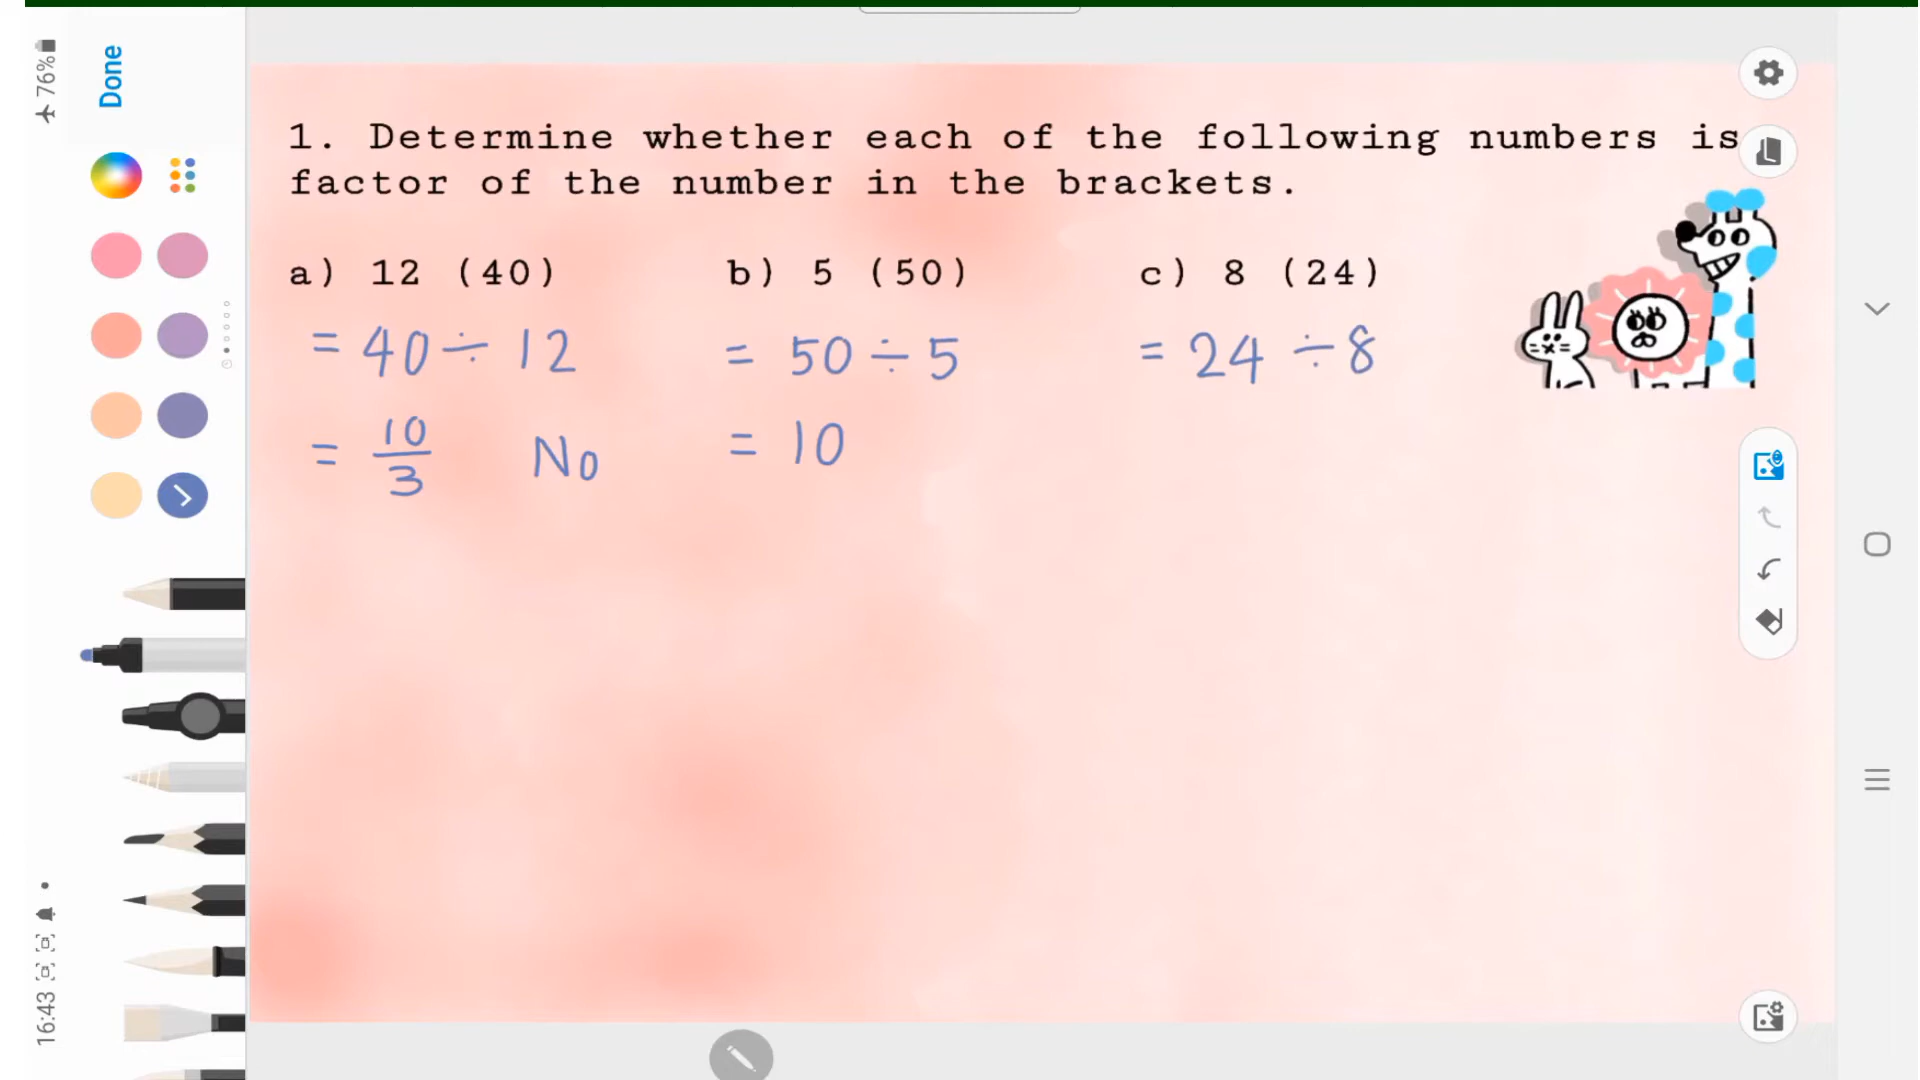 76%
Done
1. Determine whether each of the following numbers is
factor of the number in the brackets.
a) 12 (40)
= 40 ÷ 12
= 10/3 No
b) 5 (50)
= 50 ÷ 5
= 10
c) 8 (24)
= 24 ÷ 8
16:43